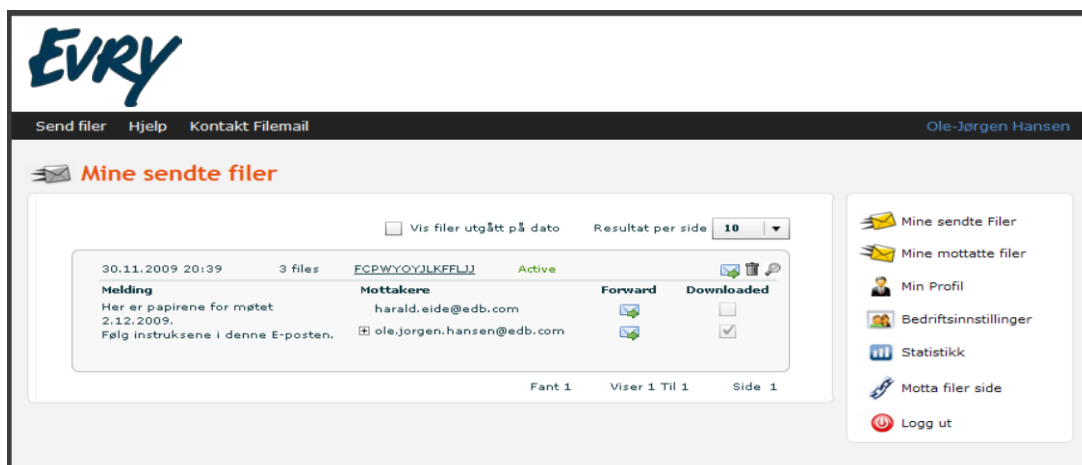 EVRY
Send filer Hjelp Kontakt Filemail Ole-Jørgen Hansen
Mine sendte filer
Vis filer utgått på dato Resultat per side 10
30.11.2009 20:39 3 files FCPWYOYJLKFFLJJ Active
Melding Mottakere Forward Downloaded
Her er papirene for møtet
2.12.2009.
Følg instruksene i denne E-posten.
harald.eide@edb.com
ole.jorgen.hansen@edb.com
Fant 1 Viser 1 Til 1 Side 1
Mine sendte Filer
Mine mottatte filer
Min Profil
Bedriftsinnstillinger
Statistikk
Motta filer side
Logg ut